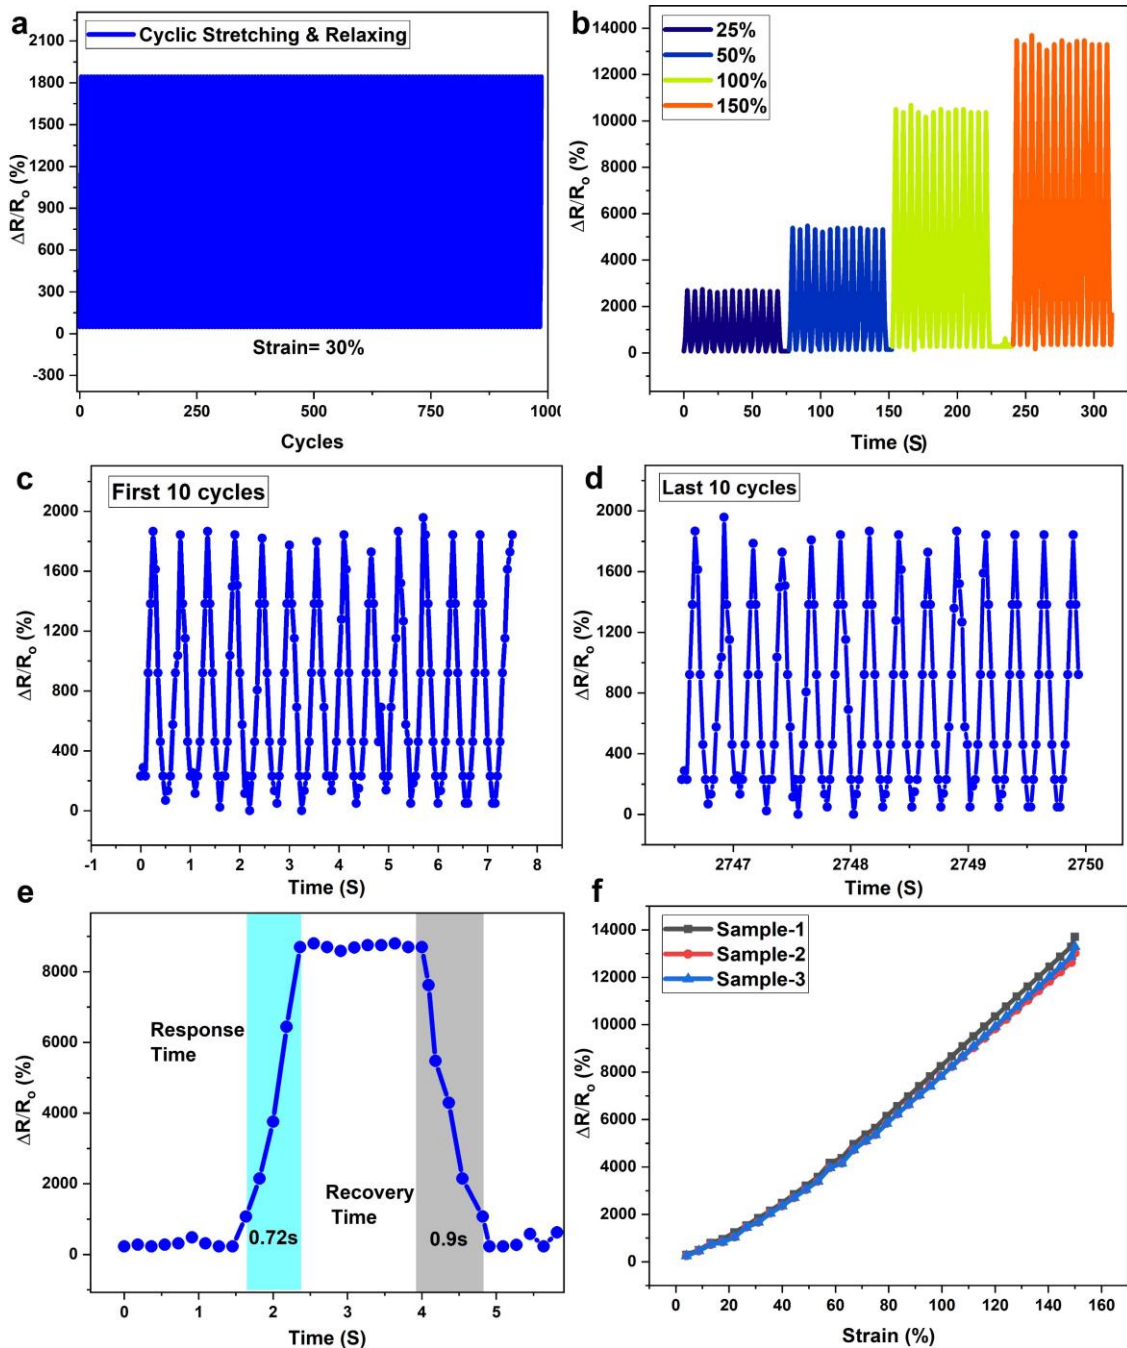 a
Cyclic Stretching & Relaxing
2100
1800
1500
1200
900
600
300
0
-300
ΔR/Ro (%)
Strain= 30%
0 250 500 750 1000
Cycles
b
25%
50%
100%
150%
14000
12000
10000
8000
6000
4000
2000
0
ΔR/Ro (%)
0 50 100 150 200 250 300
Time (S)
c
First 10 cycles
2000
1600
1200
800
400
0
ΔR/Ro (%)
-1 0 1 2 3 4 5 6 7 8
Time (S)
d
Last 10 cycles
2000
1600
1200
800
400
0
ΔR/Ro (%)
2747 2748 2749 2750
Time (S)
e
8000
6000
4000
2000
0
ΔR/Ro (%)
Response
Time
Recovery
Time
0.72s
0.9s
0 1 2 3 4 5
Time (S)
f
Sample-1
Sample-2
Sample-3
14000
12000
10000
8000
6000
4000
2000
0
ΔR/Ro (%)
0 20 40 60 80 100 120 140 160
Strain (%)